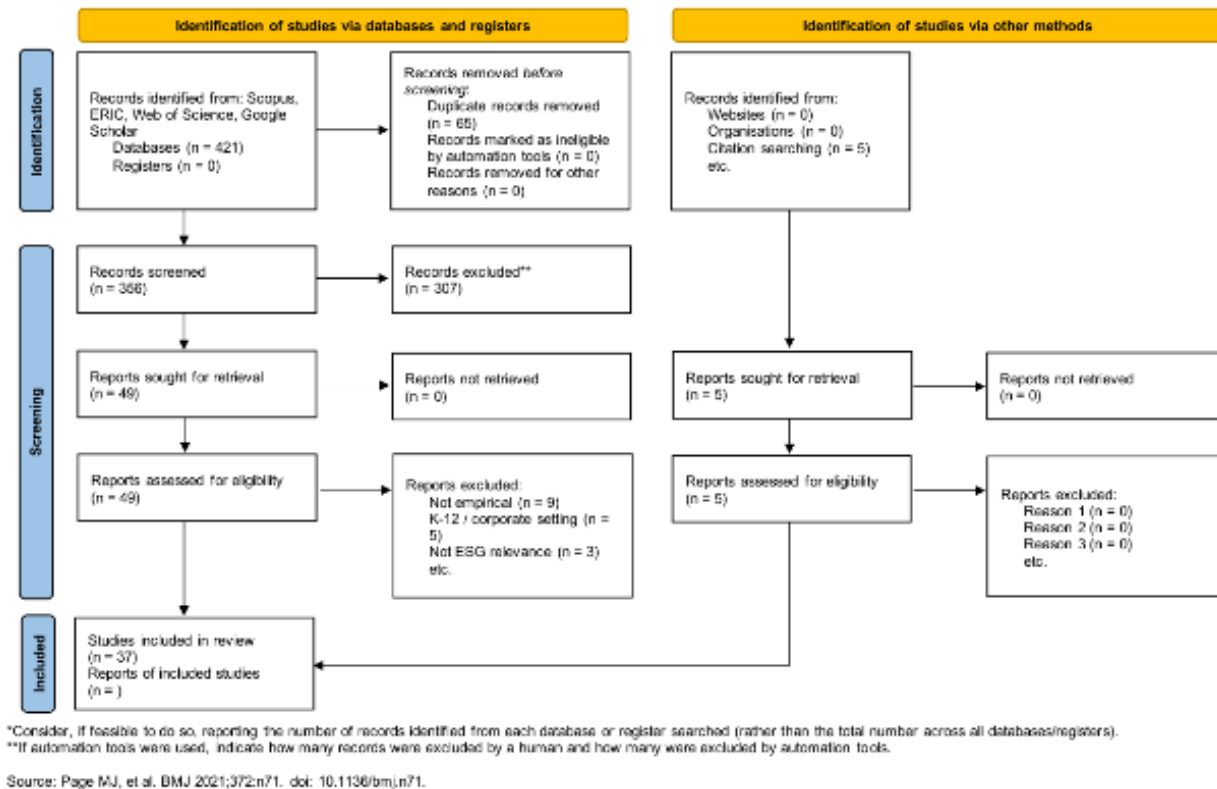 Identification of studies via databases and registers
Identification of studies via other methods
Identification
Records identified from: Scopus,
ERIC, Web of Science, Google
Scholar
Databases (n = 421)
Registers (n = 0)
Records removed before
screening:
Duplicate records removed
(n = 65)
Records marked as ineligible
by automation tools (n = 0)
Records removed for other
reasons (n = 0)
Records identified from:
Websites (n = 0)
Organisations (n = 0)
Citation searching (n = 5)
etc.
Screening
Records screened
(n = 356)
Records excluded**
(n = 307)
Reports sought for retrieval
(n = 49)
Reports not retrieved
(n = 0)
Reports sought for retrieval
(n = 5)
Reports not retrieved
(n = 0)
Reports assessed for eligibility
(n = 49)
Reports excluded:
Not empirical (n = 9)
K-12 / corporate setting (n =
5)
Not ESG relevance (n = 3)
etc.
Reports assessed for eligibility
(n = 5)
Reports excluded:
Reason 1 (n = 0)
Reason 2 (n = 0)
Reason 3 (n = 0)
etc.
Included
Studies included in review
(n = 37)
Reports of included studies
(n = )
*Consider, if feasible to do so, reporting the number of records identified from each database or register searched (rather than the total number across all databases/registers).
**If automation tools were used, indicate how many records were excluded by a human and how many were excluded by automation tools.
Source: Page MJ, et al. BMJ 2021;372:n71. doi: 10.1136/bmj.n71.